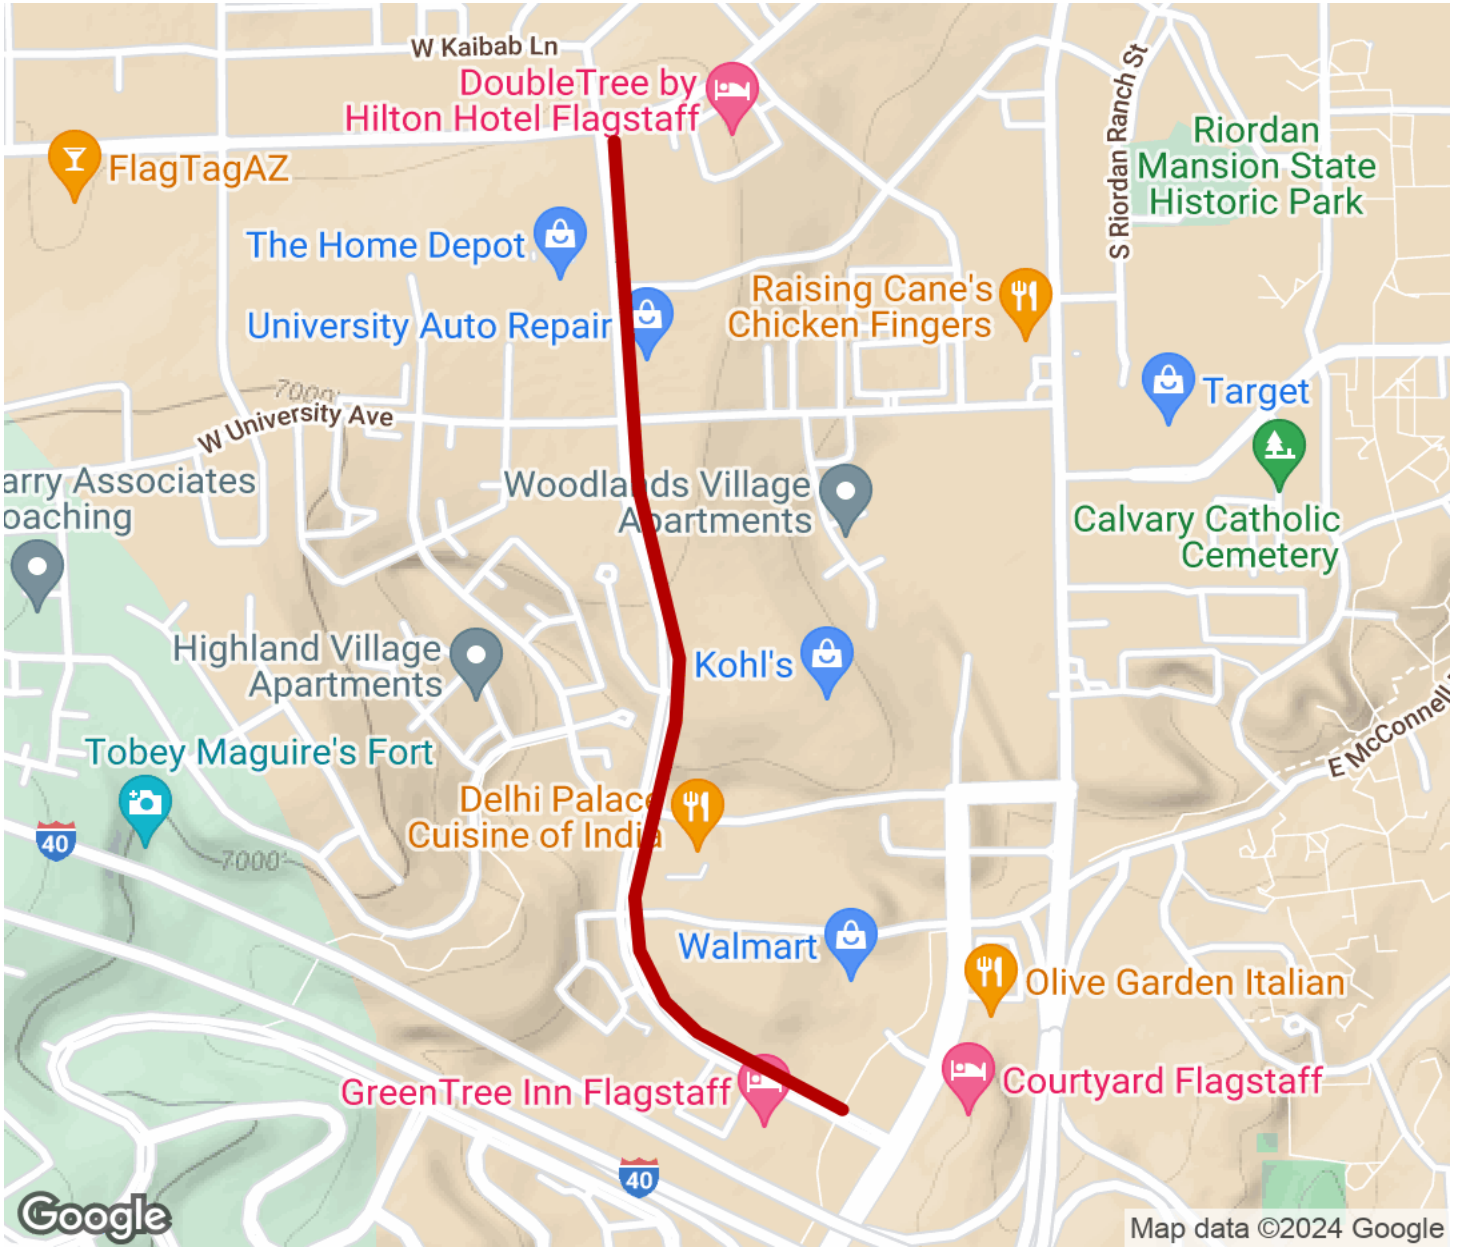 W Kaibab Ln
DoubleTree by
Hilton Hotel Flagstaff
FlagTagAZ
S Riordan Ranch St
Riordan
Mansion State
Historic Park
The Home Depot
University Auto Repair
Raising Cane's
Chicken Fingers
7000'
W University Ave
Target
arry Associates
oaching
Woodlands Village
Apartments
Calvary Catholic
Cemetery
Highland Village
Apartments
Kohl's
Tobey Maguire's Fort
E McConnell
Delhi Palace
Cuisine of India
40
7000'
Walmart
Olive Garden Italian
GreenTree Inn Flagstaff
Courtyard Flagstaff
40
Google
Map data ©2024 Google